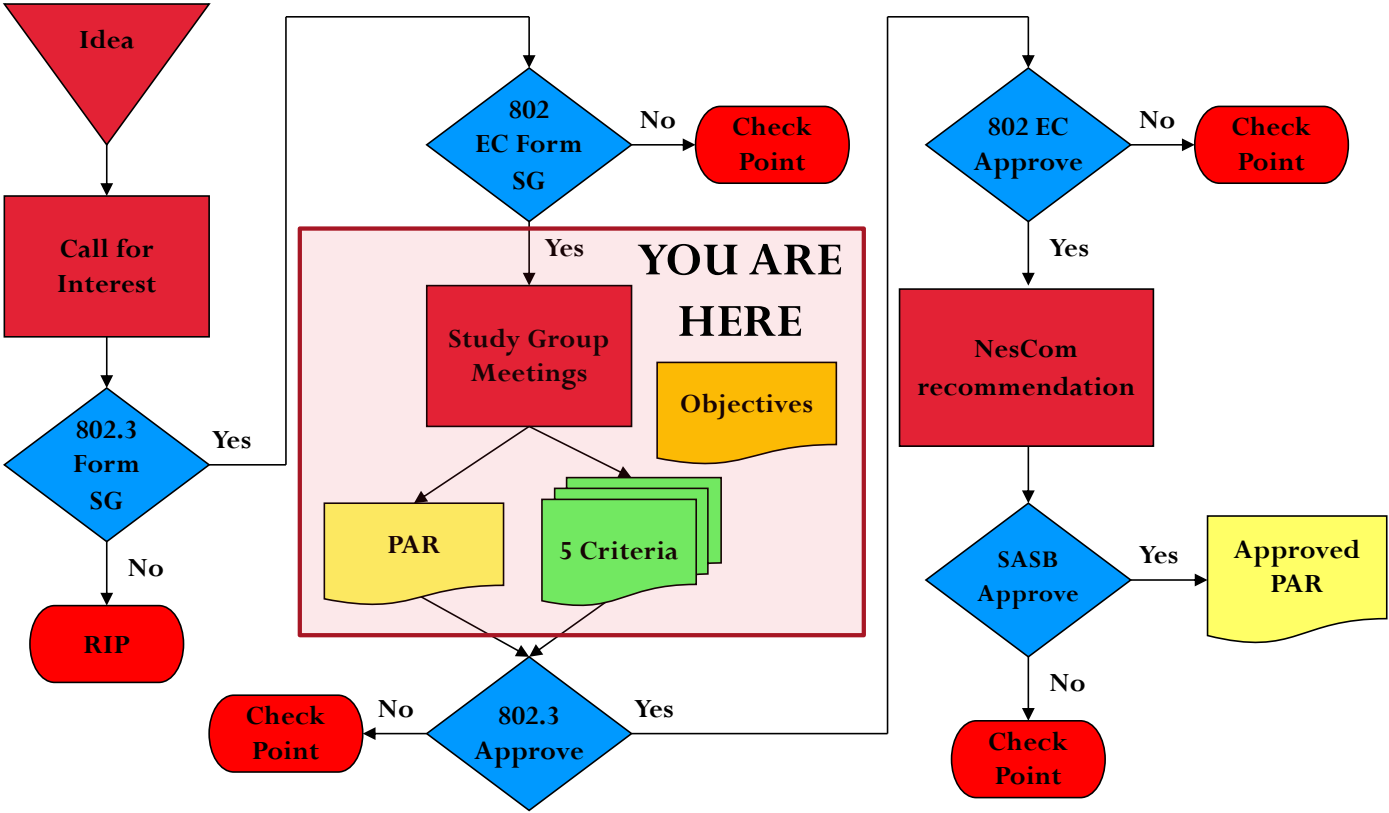 Idea
Call for
Interest
802.3
Form
SG
Yes
No
RIP
802
EC Form
SG
No
Check
Point
Yes
YOU ARE
HERE
Study Group
Meetings
Objectives
PAR
5 Criteria
802.3
Approve
No
Check
Point
Yes
802 EC
Approve
No
Check
Point
Yes
NesCom
recommendation
SASB
Approve
Yes
Approved
PAR
No
Check
Point